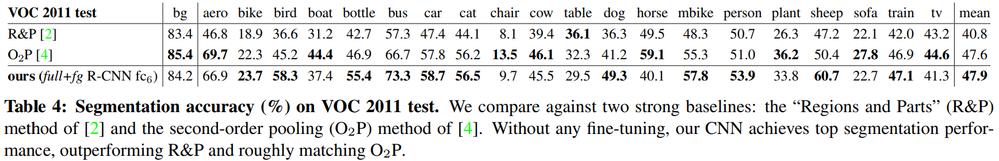 VOC 2011 test bg aero bike bird boat bottle bus car cat chair cow table dog horse mbike person plant sheep sofa train tv mean
R&P [2] 83.4 46.8 18.9 36.6 31.2 42.7 57.3 47.4 44.1 8.1 39.4 36.1 36.3 49.5 48.3 50.7 26.3 47.2 22.1 42.0 43.2 40.8
O₂P [4] 85.4 69.7 22.3 45.2 44.4 46.9 66.7 57.8 56.2 13.5 46.1 32.3 41.2 59.1 55.3 51.0 36.2 50.4 27.8 46.9 44.6 47.6
ours (full+fg R-CNN fc₆) 84.2 66.9 23.7 58.3 37.4 55.4 73.3 58.7 56.5 9.7 45.5 29.5 49.3 40.1 57.8 53.9 33.8 60.7 22.7 47.1 41.3 47.9
Table 4: Segmentation accuracy (%) on VOC 2011 test. We compare against two strong baselines: the “Regions and Parts” (R&P)
method of [2] and the second-order pooling (O₂P) method of [4]. Without any fine-tuning, our CNN achieves top segmentation perfor-
mance, outperforming R&P and roughly matching O₂P.